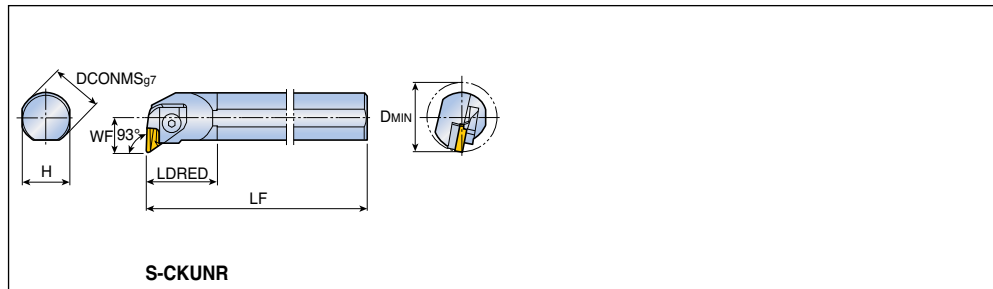 DCONMSg7
DMIN
WF
93°
LDRED
H
LF
S-CKUNR